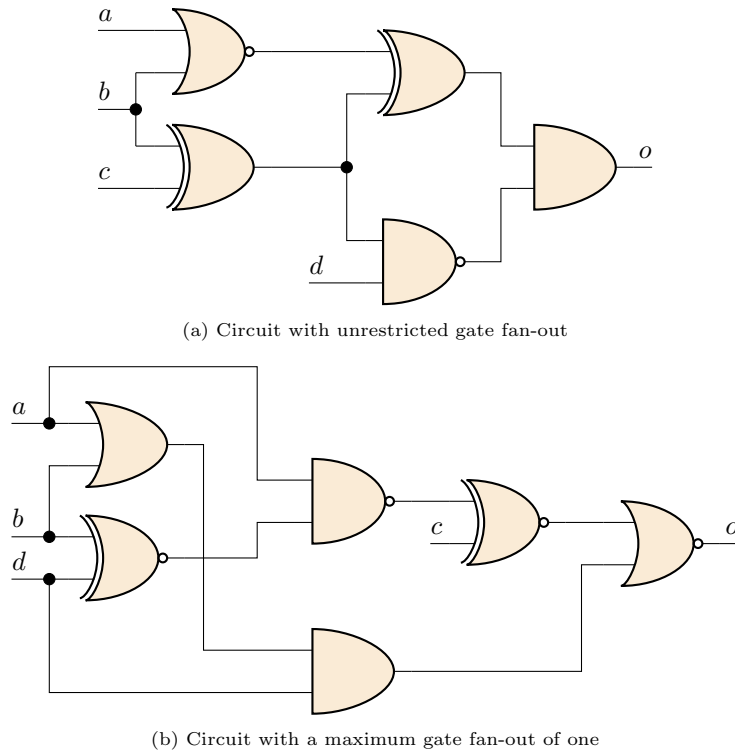 a
b
c
d
o
(a) Circuit with unrestricted gate fan-out
a
b
d
c
o
(b) Circuit with a maximum gate fan-out of one